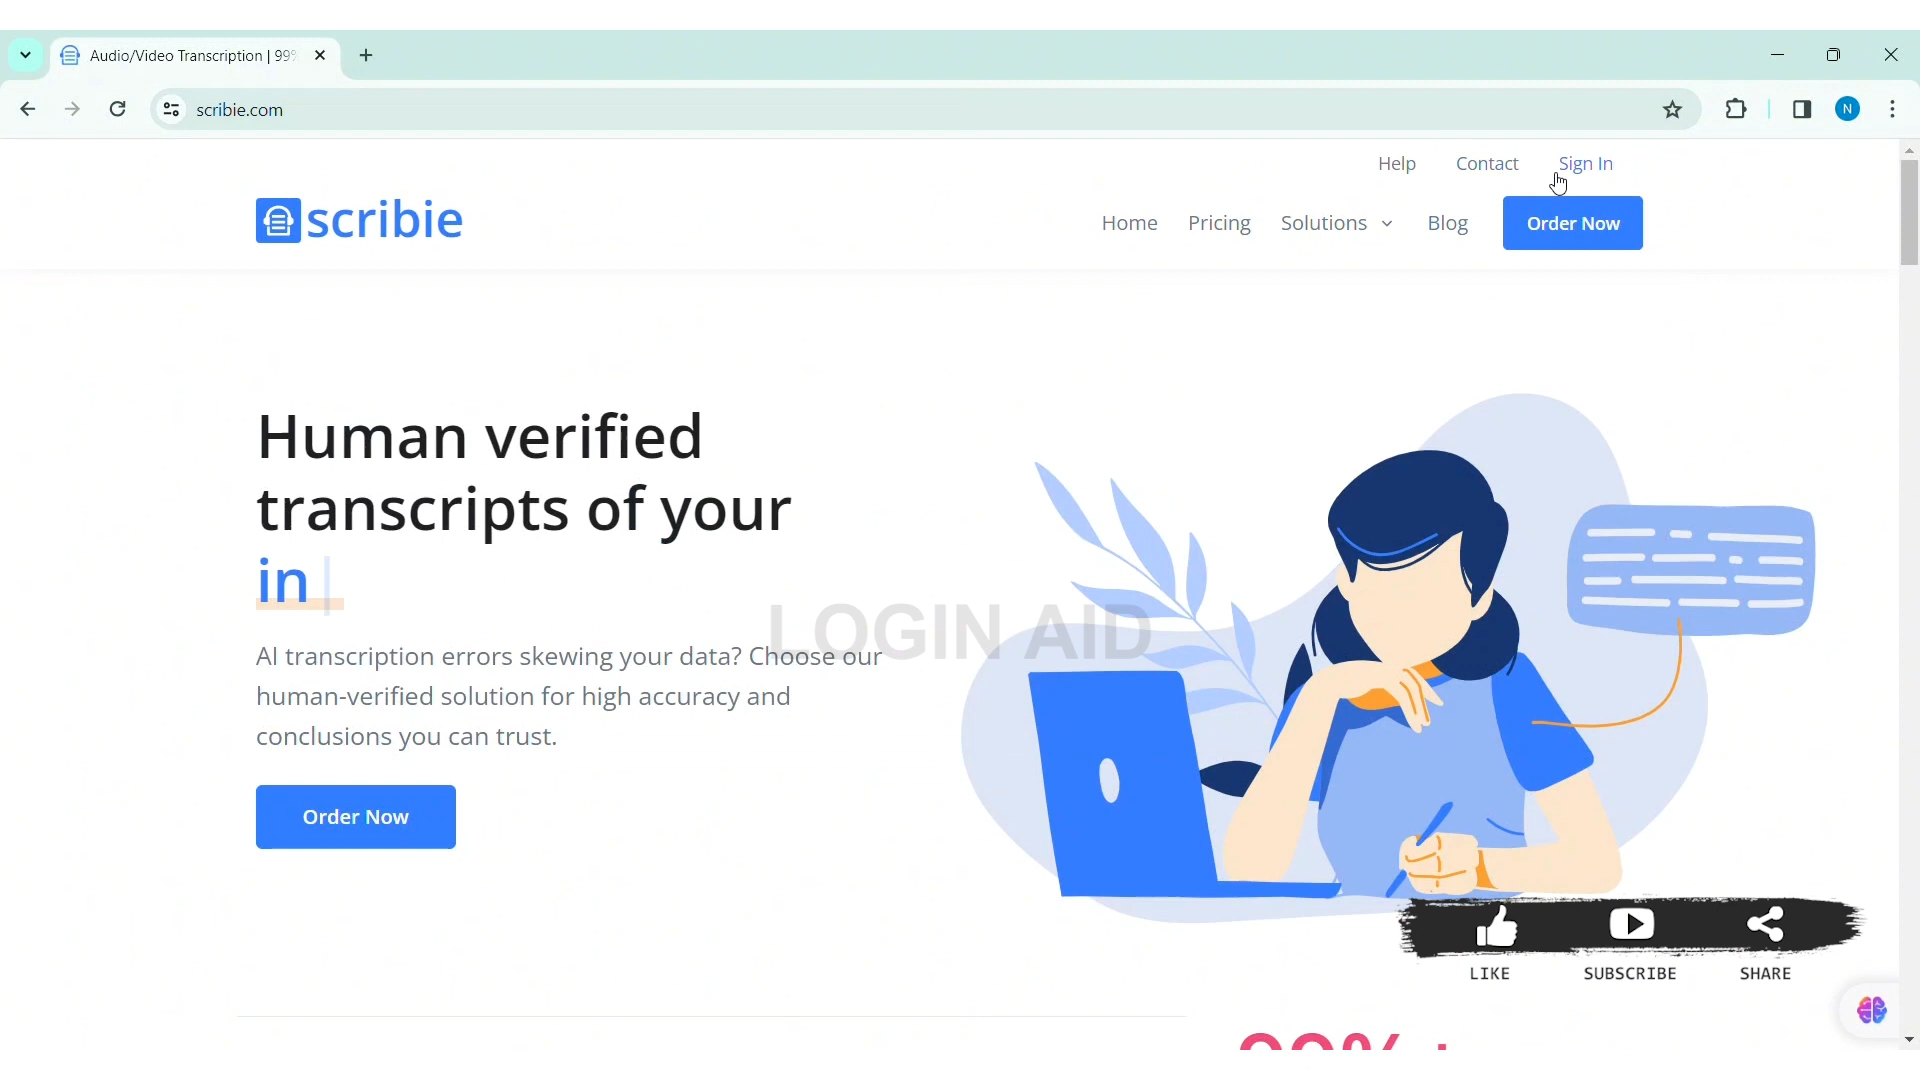 Audio/Video Transcription | 99%
scribie.com
N
Help Contact Sign In
scribie
Home Pricing Solutions Blog Order Now
Human verified
transcripts of your
in
LOGIN AID
AI transcription errors skewing your data? Choose our
human-verified solution for high accuracy and
conclusions you can trust.
Order Now
LIKE SUBSCRIBE SHARE